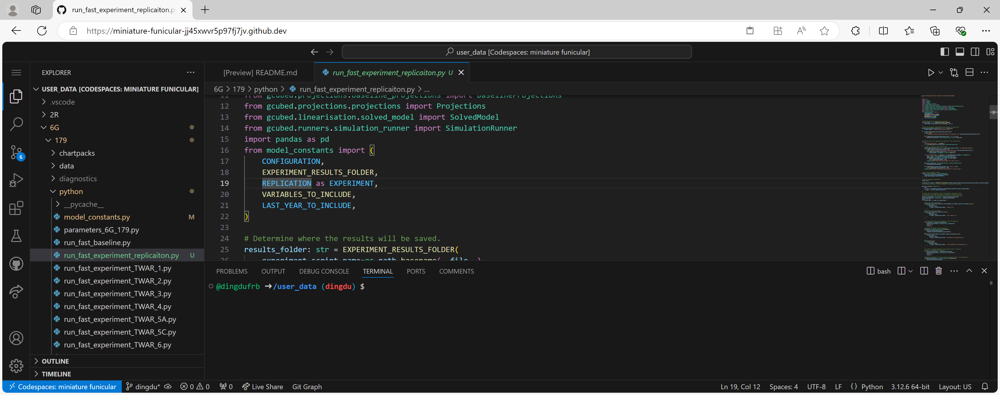 run_fast_experiment_replicaiton.p
https://miniature-funicular-jj45xwvr5p97fj7jv.github.dev
user_data [Codespaces: miniature funicular]
EXPLORER
USER_DATA [CODESPACES: MINIATURE FUNICULAR]
.vscode
2R
6G
179
chartpacks
data
diagnostics
python
__pycache__
model_constants.py M
parameters_6G_179.py
run_fast_baseline.py
run_fast_experiment_replicaiton.py U
run_fast_experiment_TWAR_1.py
run_fast_experiment_TWAR_2.py
run_fast_experiment_TWAR_3.py
run_fast_experiment_TWAR_4.py
run_fast_experiment_TWAR_5A.py
run_fast_experiment_TWAR_5C.py
run_fast_experiment_TWAR_6.py
OUTLINE
TIMELINE
6
[Preview] README.md
run_fast_experiment_replicaiton.py U
6G > 179 > python > run_fast_experiment_replicaiton.py > ...
11 from gcubed.projections.baseline_projections import BaselineProjections
12 from gcubed.projections.projections import Projections
13 from gcubed.linearisation.solved_model import SolvedModel
14 from gcubed.runners.simulation_runner import SimulationRunner
15 import pandas as pd
16 from model_constants import (
17 CONFIGURATION,
18 EXPERIMENT_RESULTS_FOLDER,
19 REPLICATION as EXPERIMENT,
20 VARIABLES_TO_INCLUDE,
21 LAST_YEAR_TO_INCLUDE,
22 )
23
24 # Determine where the results will be saved.
25 results_folder: str = EXPERIMENT_RESULTS_FOLDER(
26 experiment_script_name=os.path.basename(__file__)
PROBLEMS OUTPUT DEBUG CONSOLE TERMINAL PORTS COMMENTS
bash
@dingdufrb ➜/user_data (dingdu) $
Codespaces: miniature funicular dingdu* 0 0 0 Live Share Git Graph
Ln 19, Col 12 Spaces: 4 UTF-8 LF {} Python 3.12.6 64-bit Layout: US